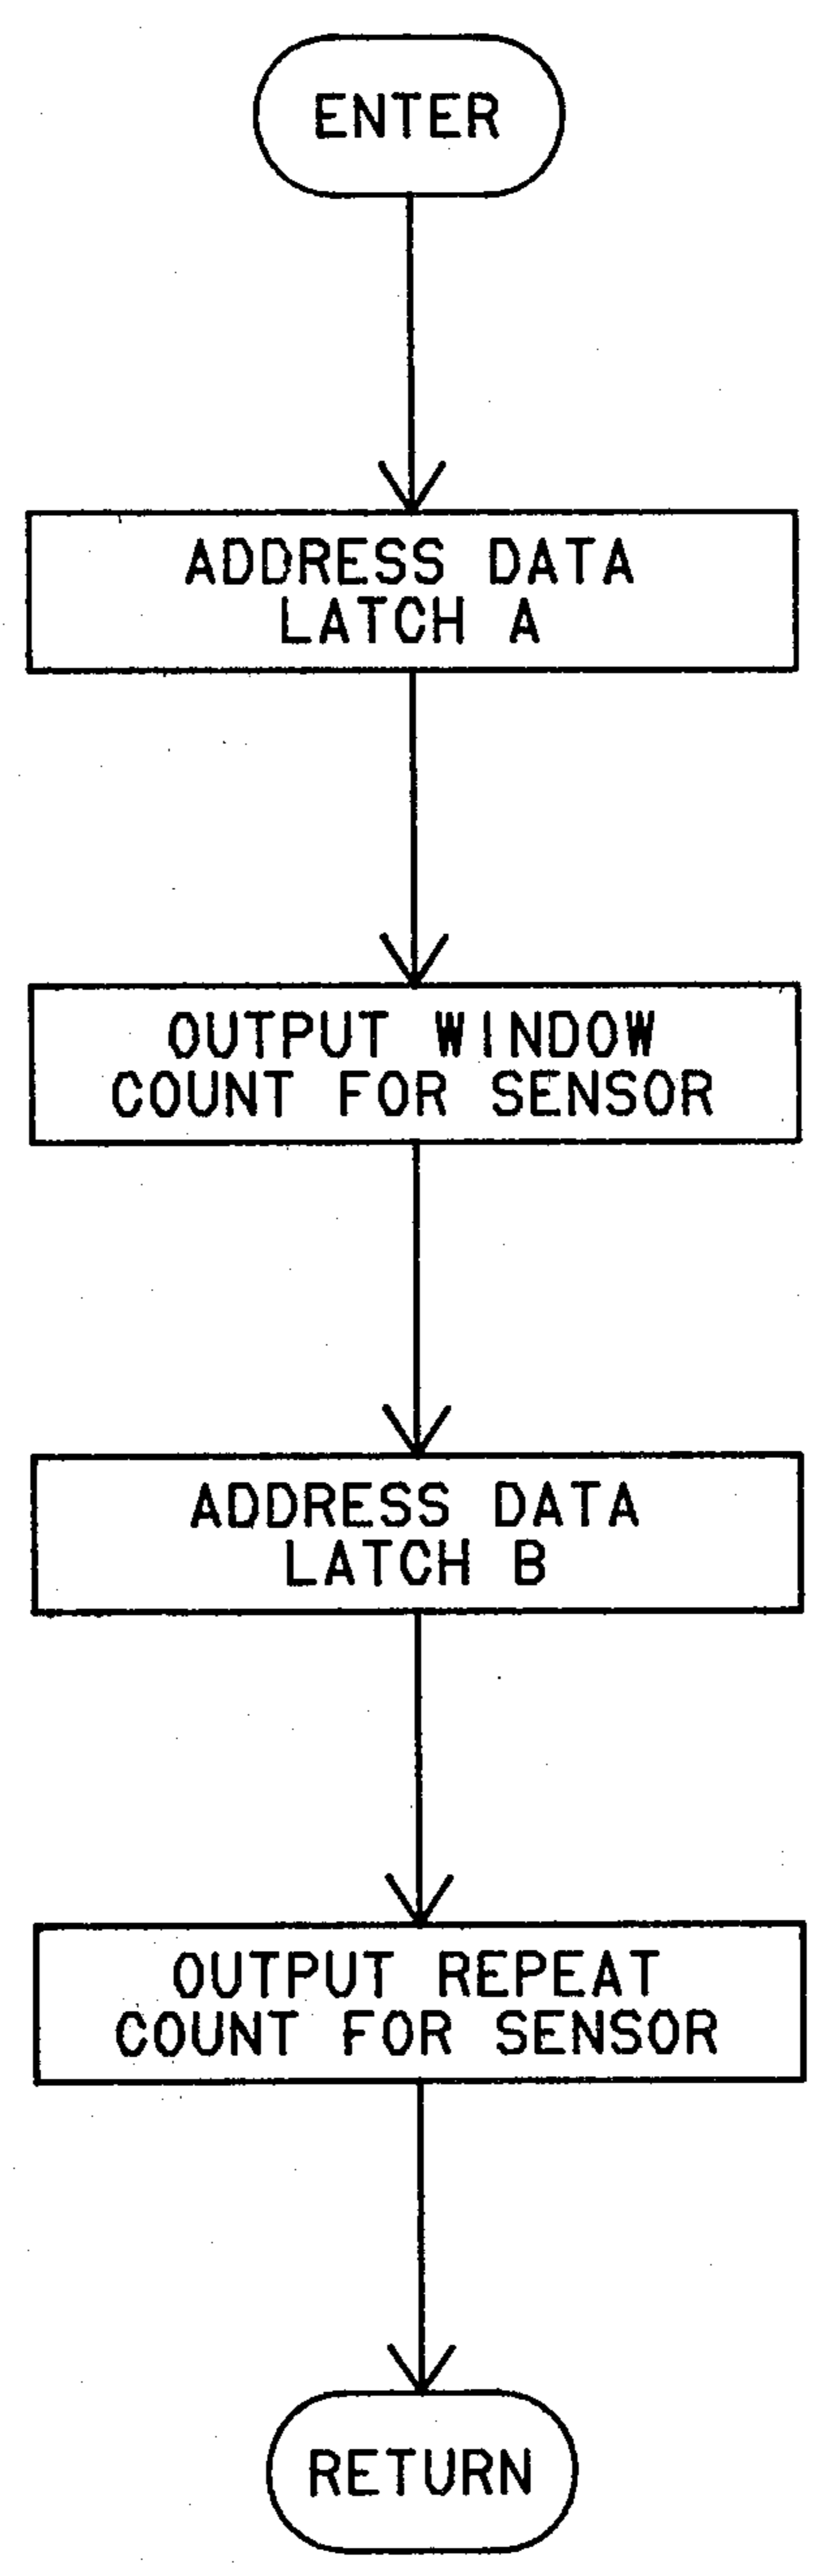 ENTER
ADDRESS DATA
LATCH A
OUTPUT WINDOW
COUNT FOR SENSOR
ADDRESS DATA
LATCH B
OUTPUT REPEAT
COUNT FOR SENSOR
RETURN